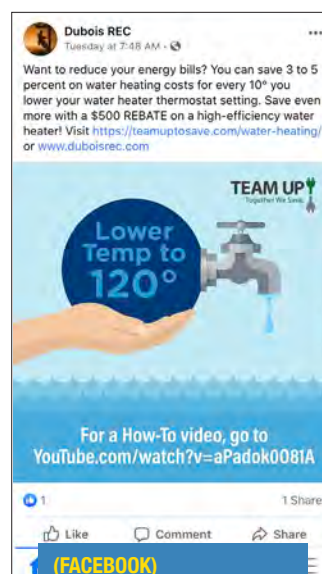 Dubois REC
Tuesday at 7:48 AM ·
Want to reduce your energy bills? You can save 3 to 5
percent on water heating costs for every 10° you
lower your water heater thermostat setting. Save even
more with a $500 REBATE on a high-efficiency water
heater! Visit https://teamuptosave.com/water-heating/
or www.duboisrec.com
TEAM UP
Together We Save.
Lower
Temp to
120°
For a How-To video, go to
YouTube.com/watch?v=aPadok0081A
1
1 Share
Like
Comment
Share
(FACEBOOK)